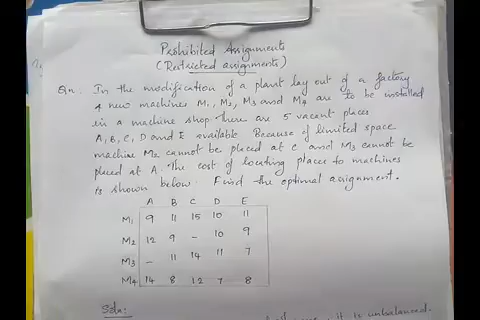 Prohibited Assignments
(Restricted assignments)
Qn: In the modification of a plant lay out of a factory
4 new machines M1, M2, M3 and M4 are to be installed
in a machine shop there are 5 vacant places
A, B, C, D and E available Because of limited space
machine M2 cannot be placed at C and M3 cannot be
placed at A. The cost of locating places to machines
is shown below. Find the optimal assignment.
A B C D E
M1 9 11 15 10 11
M2 12 9 - 10 9
M3 - 11 14 11 7
M4 14 8 12 7 8
Soln:
it is unbalanced.